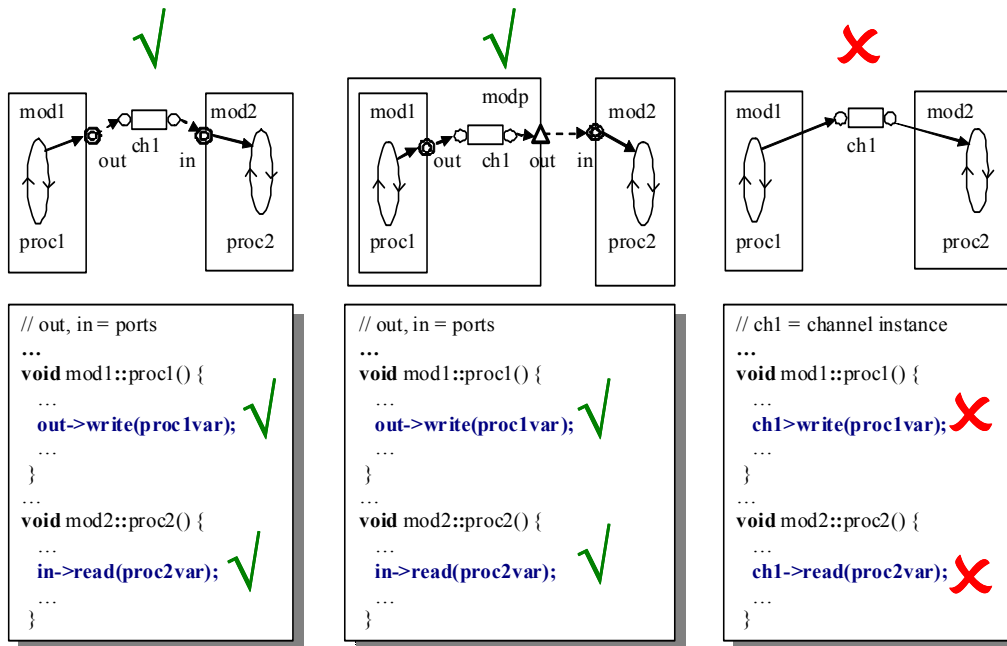 mod1
mod2
ch1
out
in
proc1
proc2
modp
mod1
mod2
out
ch1
out
in
proc1
proc2
mod1
mod2
ch1
proc1
proc2
// out, in = ports
…
void mod1::proc1() {
…
out->write(proc1var);
…
}
…
void mod2::proc2() {
…
in->read(proc2var);
…
}
// out, in = ports
…
void mod1::proc1() {
…
out->write(proc1var);
…
}
…
void mod2::proc2() {
…
in->read(proc2var);
…
}
// ch1 = channel instance
…
void mod1::proc1() {
…
ch1>write(proc1var);
…
}
…
void mod2::proc2() {
…
ch1->read(proc2var);
…
}